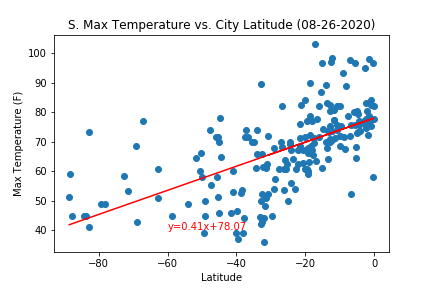 S. Max Temperature vs. City Latitude (08-26-2020)
Max Temperature (F)
100
90
80
70
60
50
40
y=0.41x+78.07
−80 −60 −40 −20 0
Latitude